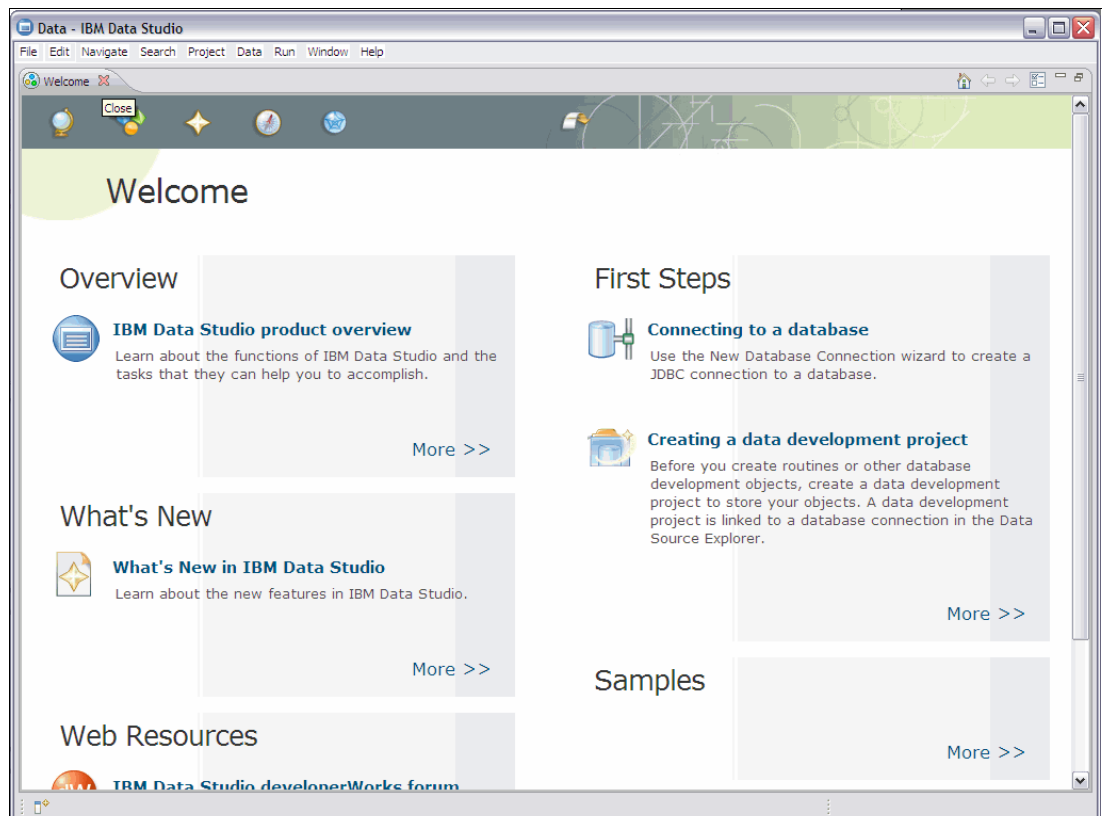 Data - IBM Data Studio
File Edit Navigate Search Project Data Run Window Help
Welcome
Close
Welcome
Overview
IBM Data Studio product overview
Learn about the functions of IBM Data Studio and the
tasks that they can help you to accomplish.
More >>
What's New
What's New in IBM Data Studio
Learn about the new features in IBM Data Studio.
More >>
Web Resources
IBM Data Studio developerWorks forum
First Steps
Connecting to a database
Use the New Database Connection wizard to create a
JDBC connection to a database.
Creating a data development project
Before you create routines or other database
development objects, create a data development
project to store your objects. A data development
project is linked to a database connection in the Data
Source Explorer.
More >>
Samples
More >>